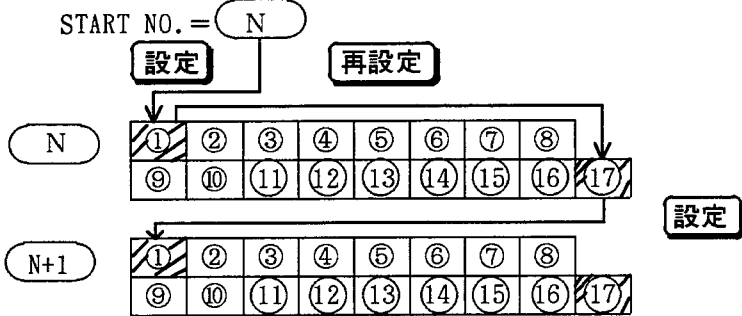 START NO.= N
設定 再設定
N ① ② ③ ④ ⑤ ⑥ ⑦ ⑧
⑨ ⑩ ⑪ ⑫ ⑬ ⑭ ⑮ ⑯ ⑰
設定
N+1 ① ② ③ ④ ⑤ ⑥ ⑦ ⑧
⑨ ⑩ ⑪ ⑫ ⑬ ⑭ ⑮ ⑯ ⑰